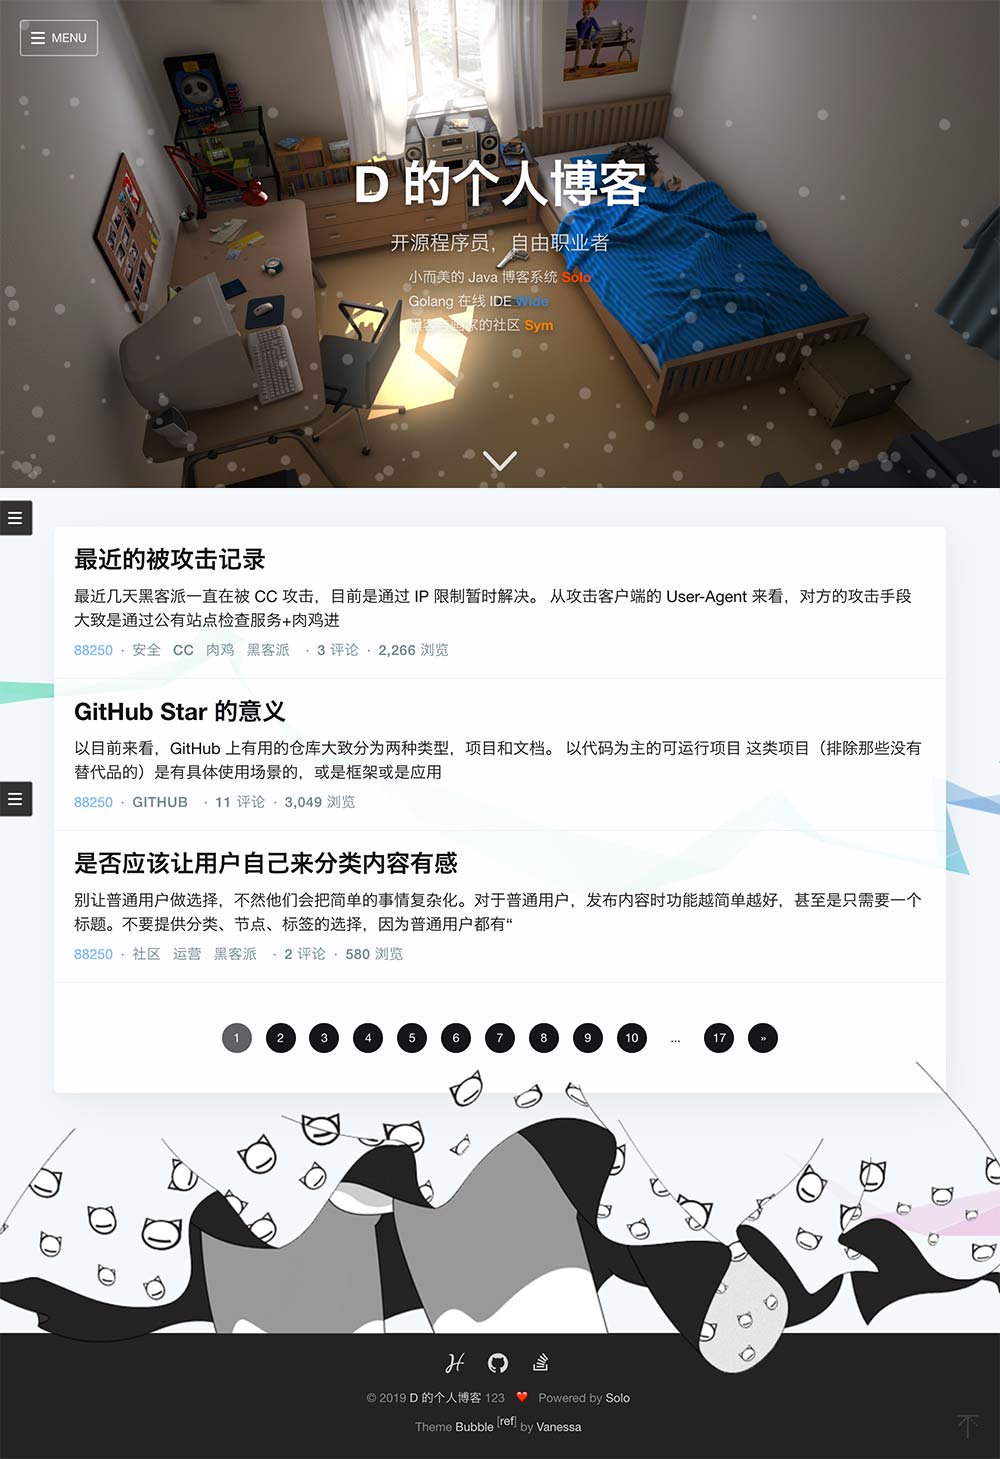 MENU
D 的个人博客
开源程序员，自由职业者
小而美的 Java 博客系统 Solo
Golang 在线 IDE Wide
黑客与画家的社区 Sym
最近的被攻击记录
最近几天黑客派一直在被 CC 攻击，目前是通过 IP 限制暂时解决。 从攻击客户端的 User-Agent 来看，对方的攻击手段
大致是通过公有站点检查服务+肉鸡进
88250 · 安全 CC 肉鸡 黑客派 · 3 评论 · 2,266 浏览
GitHub Star 的意义
以目前来看，GitHub 上有用的仓库大致分为两种类型，项目和文档。 以代码为主的可运行项目 这类项目（排除那些没有
替代品的）是有具体使用场景的，或是框架或是应用
88250 · GITHUB · 11 评论 · 3,049 浏览
是否应该让用户自己来分类内容有感
别让普通用户做选择，不然他们会把简单的事情复杂化。对于普通用户，发布内容时功能越简单越好，甚至是只需要一个
标题。不要提供分类、节点、标签的选择，因为普通用户都有“
88250 · 社区 运营 黑客派 · 2 评论 · 580 浏览
1 2 3 4 5 6 7 8 9 10 ... 17 »
© 2019 D 的个人博客 123 ❤️ Powered by Solo
Theme Bubble [ref] by Vanessa